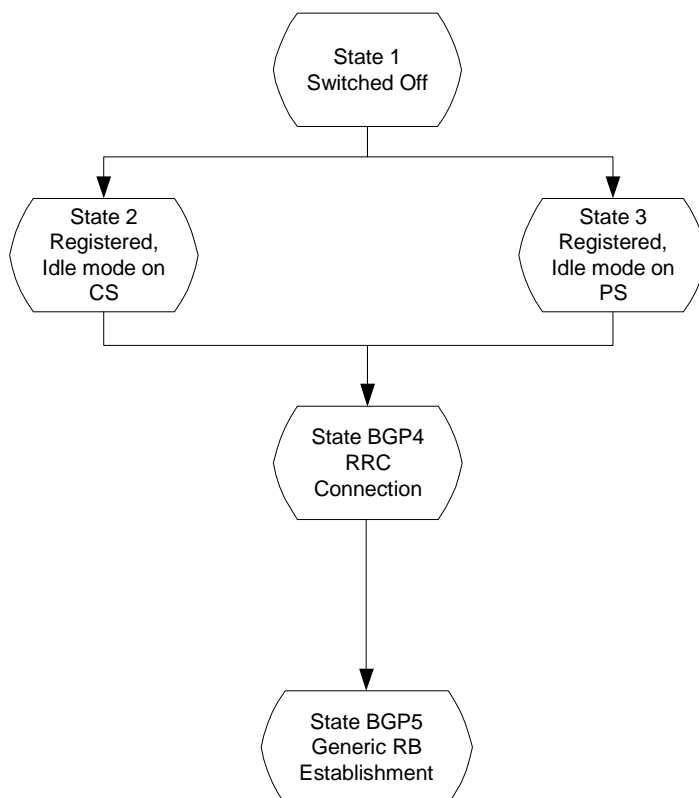 State 1
Switched Off
State 2
Registered,
Idle mode on
CS
State 3
Registered,
Idle mode on
PS
State BGP4
RRC
Connection
State BGP5
Generic RB
Establishment